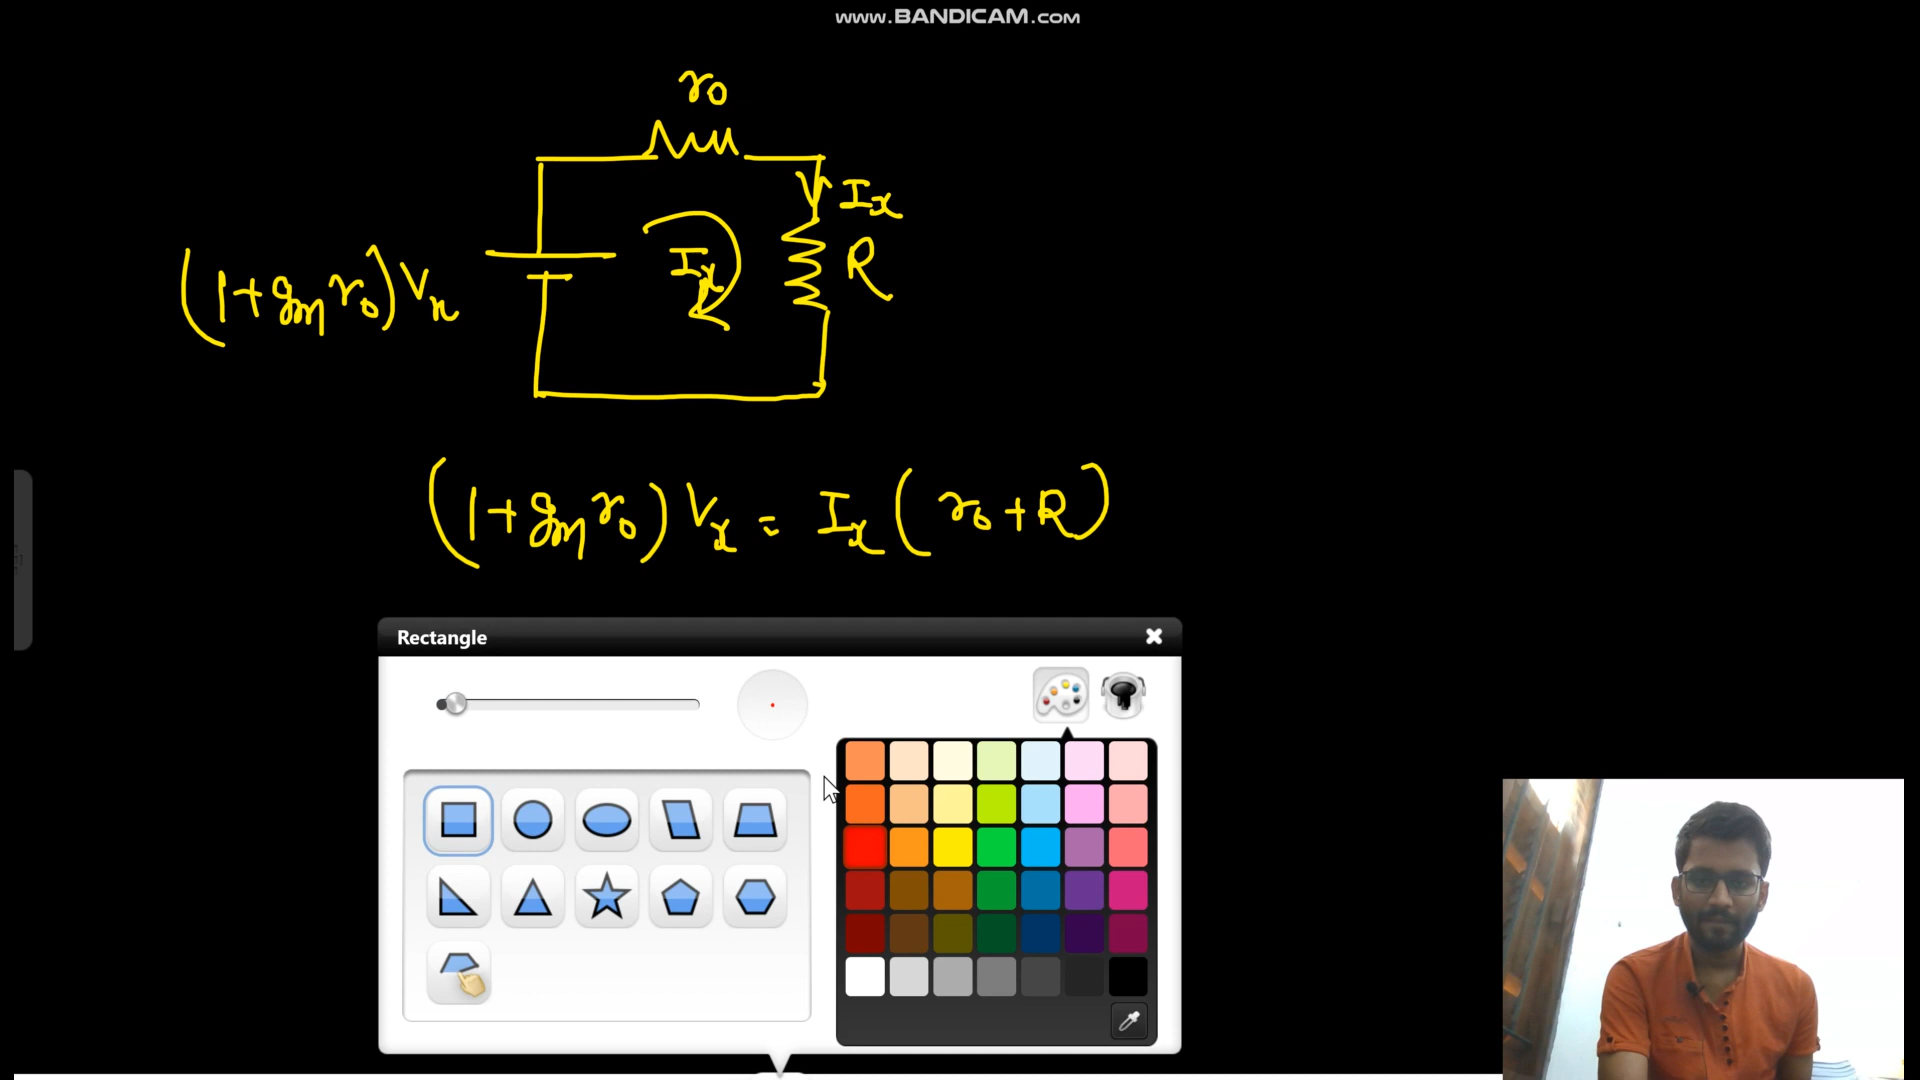 www.BANDICAM.com
r₀
Iₓ
Iₓ
R
(1+gₘr₀)Vₓ
(1+gₘr₀)Vₓ = Iₓ(r₀+R)
Rectangle